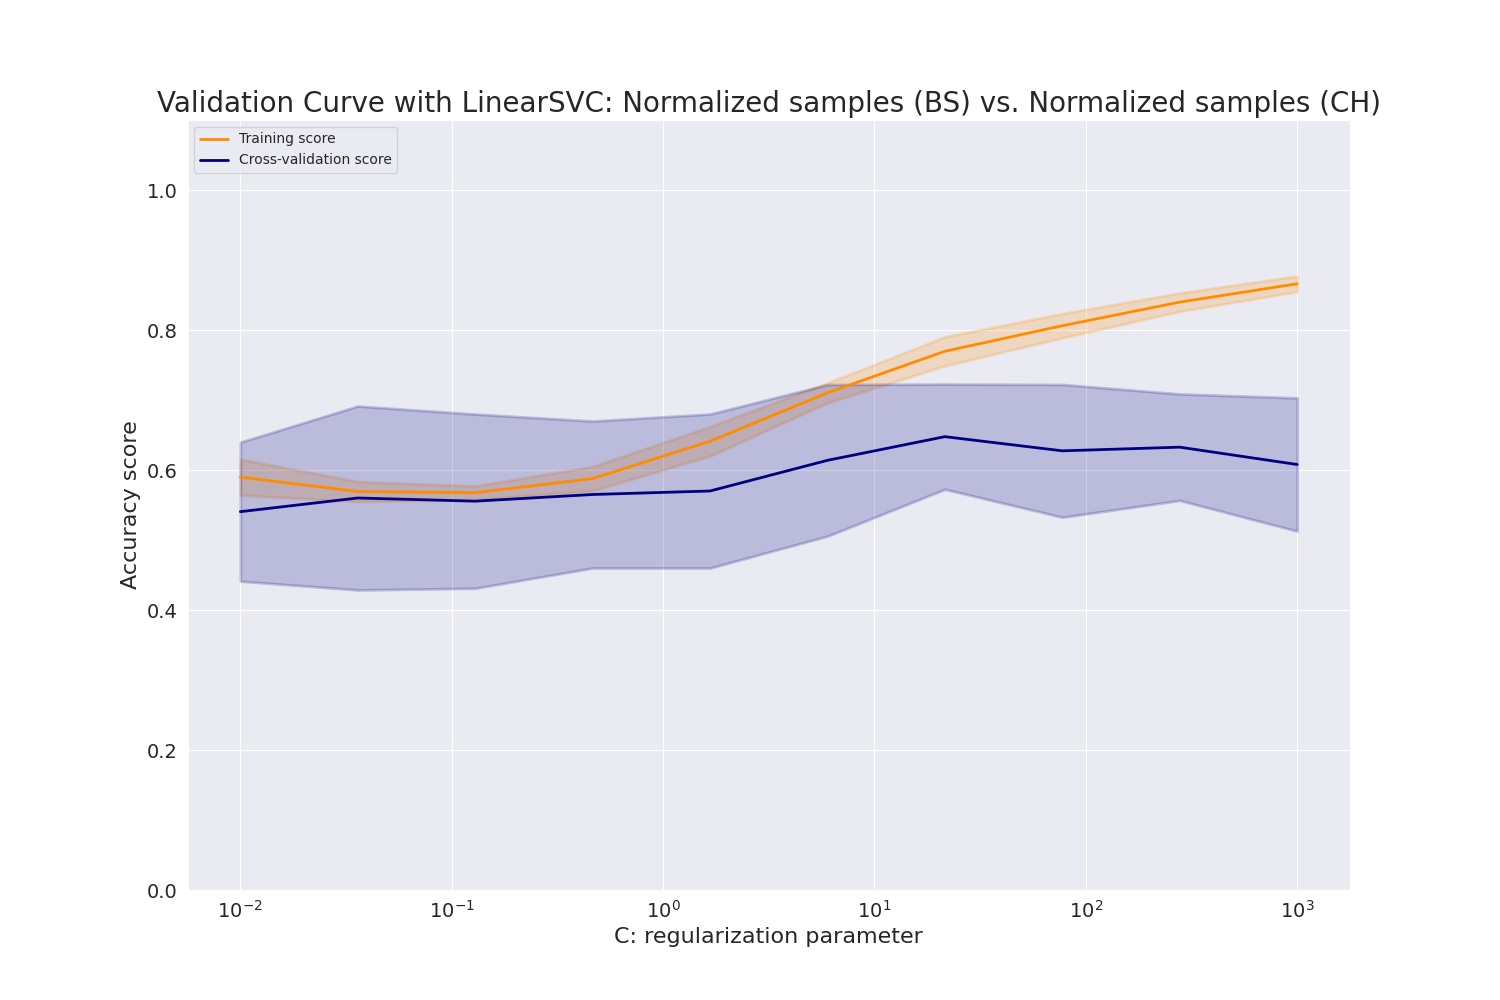 Validation Curve with LinearSVC: Normalized samples (BS) vs. Normalized samples (CH)
Training score
Cross-validation score
Accuracy score
1.0
0.8
0.6
0.4
0.2
0.0
10⁻² 10⁻¹ 10⁰ 10¹ 10² 10³
C: regularization parameter